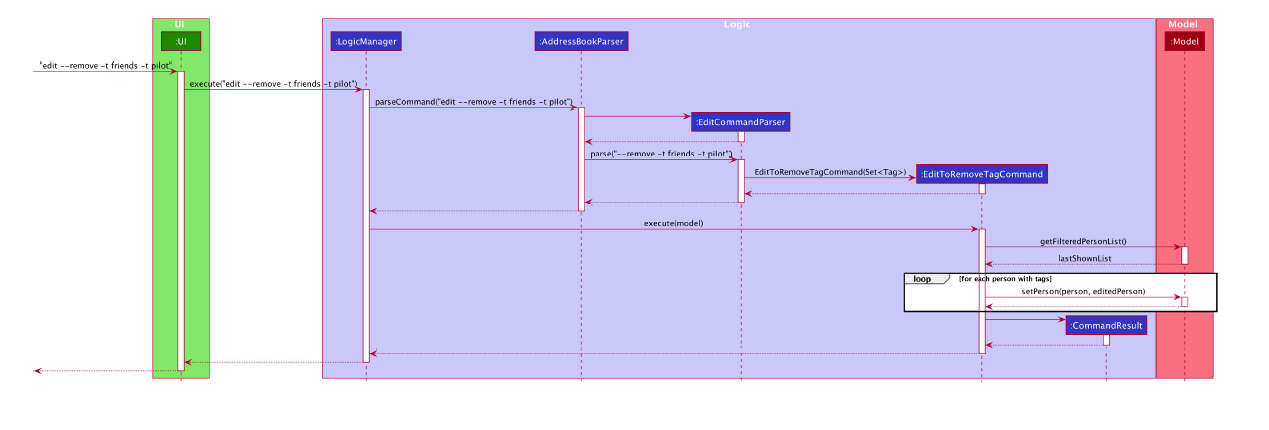 UI
Logic
Model
:UI
:LogicManager
:AddressBookParser
:Model
"edit --remove -t friends -t pilot"
execute("edit --remove -t friends -t pilot")
parseCommand("edit --remove -t friends -t pilot")
:EditCommandParser
parse("--remove -t friends -t pilot")
EditToRemoveTagCommand(Set<Tag>)
:EditToRemoveTagCommand
execute(model)
getFilteredPersonList()
lastShownList
loop
[for each person with tags]
setPerson(person, editedPerson)
:CommandResult